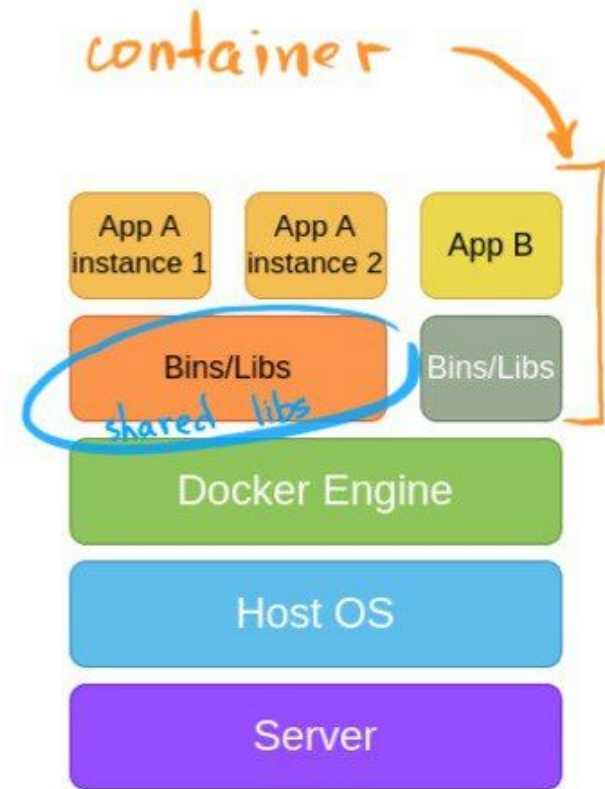 container
App A
instance 1
App A
instance 2
App B
Bins/Libs
shared libs
Bins/Libs
Docker Engine
Host OS
Server